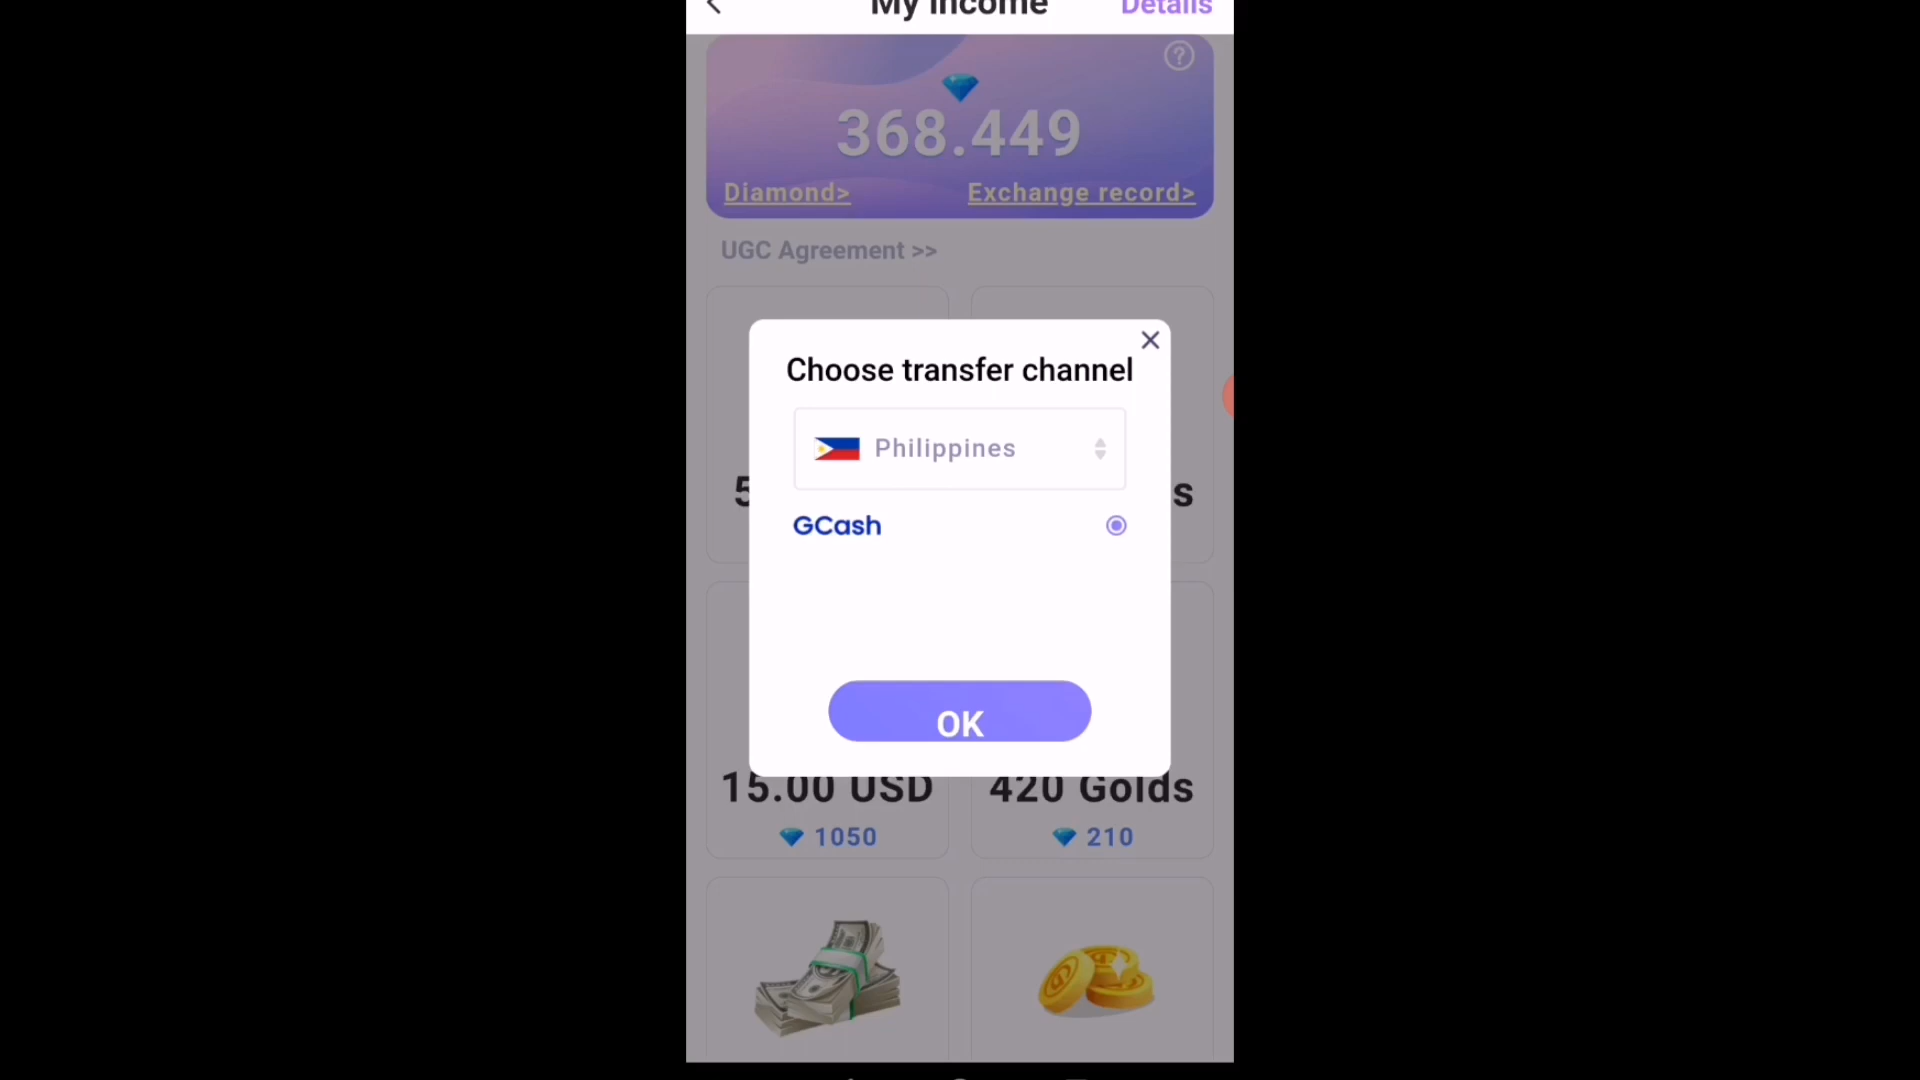 My Income
Details
368.449
Diamond>
Exchange record>
UGC Agreement >>
Choose transfer channel
Philippines
5
s
GCash
OK
15.00 USD
420 Golds
1050
210